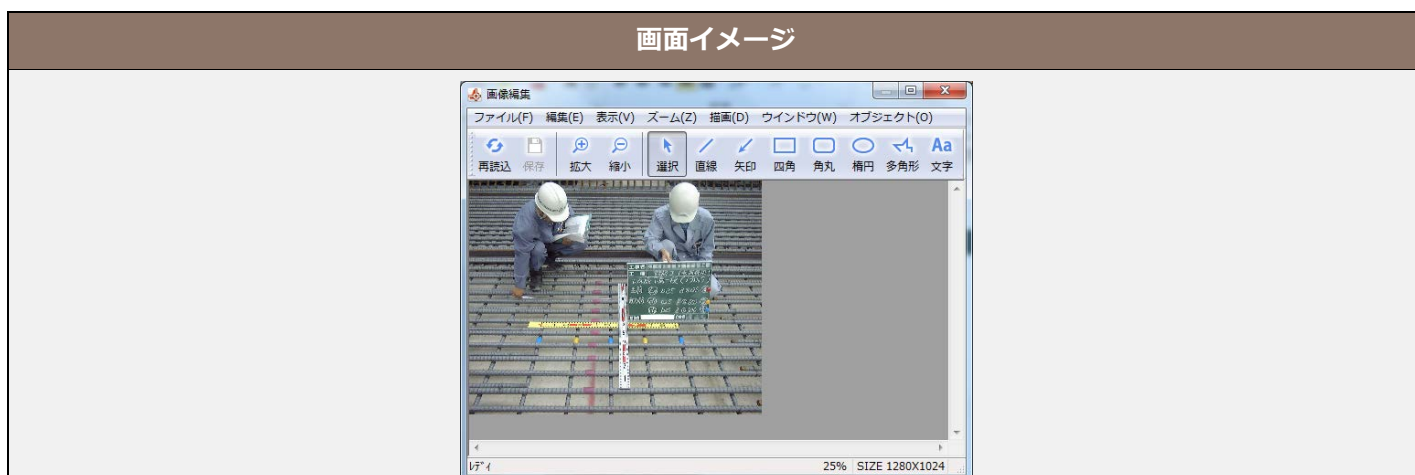 画面イメージ
画像編集
ファイル(F) 編集(E) 表示(V) ズーム(Z) 描画(D) ウインドウ(W) オブジェクト(O)
再読込 保存 拡大 縮小 選択 直線 矢印 四角 角丸 楕円 多角形 Aa 文字
ﾚﾃﾞｨ 25% SIZE 1280X1024